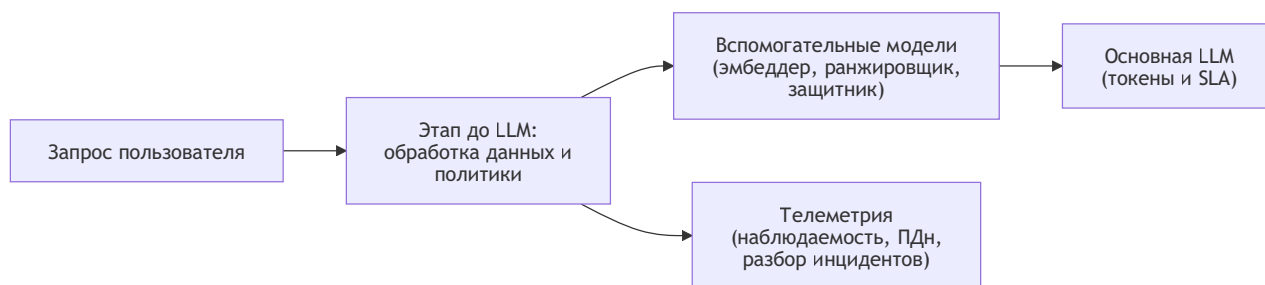 Запрос пользователя
Этап до LLM:
обработка данных и
политики
Вспомогательные модели
(эмбеддер, ранжировщик,
защитник)
Основная LLM
(токены и SLA)
Телеметрия
(наблюдаемость, ПДн,
разбор инцидентов)